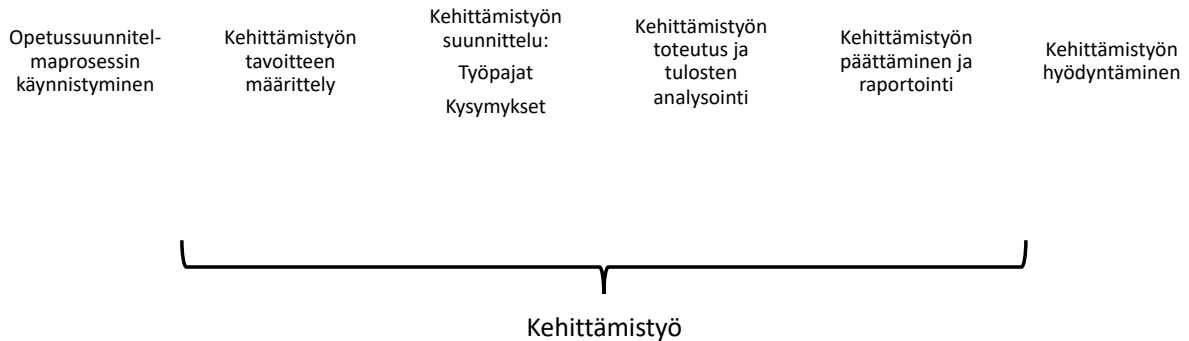 Opetussuunnitel-
maprosessin
käynnistyminen
Kehittämistyön
tavoitteen
määrittely
Kehittämistyön
suunnittelu:
Työpajat
Kysymykset
Kehittämistyön
toteutus ja
tulosten
analysointi
Kehittämistyön
päättäminen ja
raportointi
Kehittämistyön
hyödyntäminen
Kehittämistyö